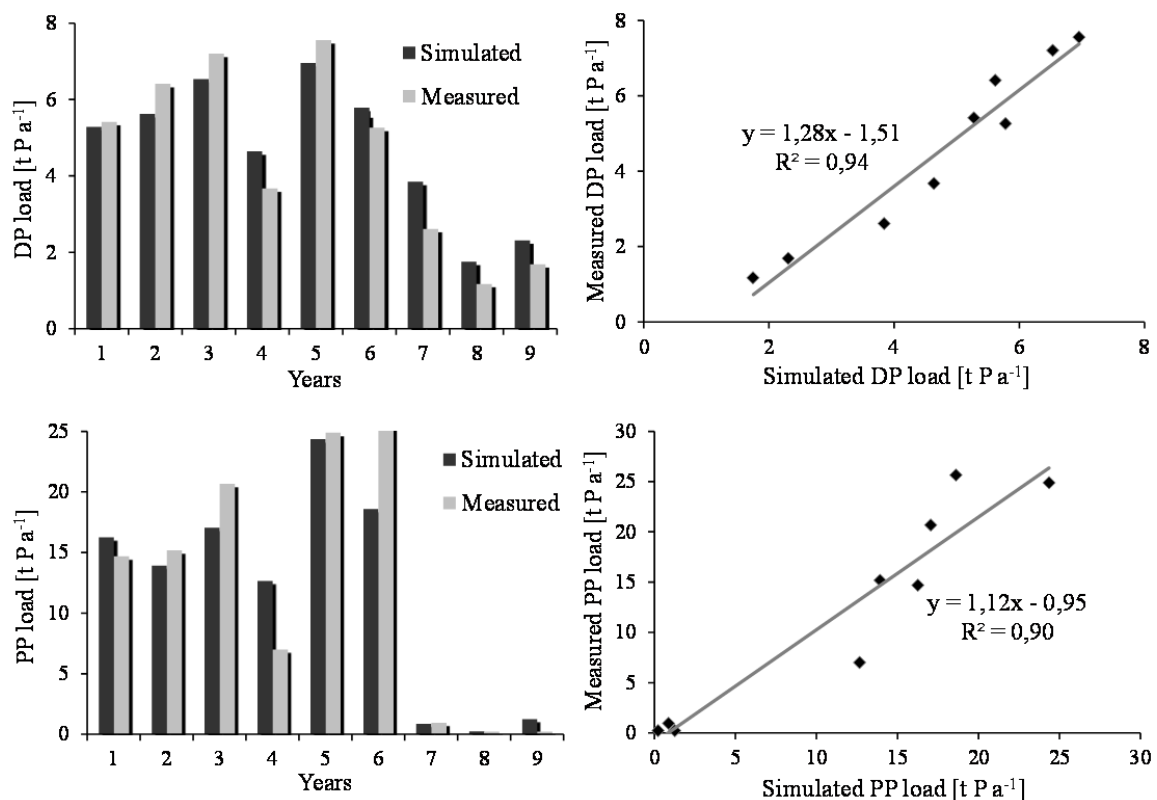 8
6
4
2
0
DP load [t P a⁻¹]
Simulated
Measured
1 2 3 4 5 6 7 8 9
Years
8
6
4
2
0
Measured DP load [t P a⁻¹]
y = 1,28x - 1,51
R² = 0,94
0 2 4 6 8
Simulated DP load [t P a⁻¹]
25
20
15
10
5
0
PP load [t P a⁻¹]
Simulated
Measured
1 2 3 4 5 6 7 8 9
Years
30
25
20
15
10
5
0
Measured PP load [t P a⁻¹]
y = 1,12x - 0,95
R² = 0,90
0 5 10 15 20 25 30
Simulated PP load [t P a⁻¹]